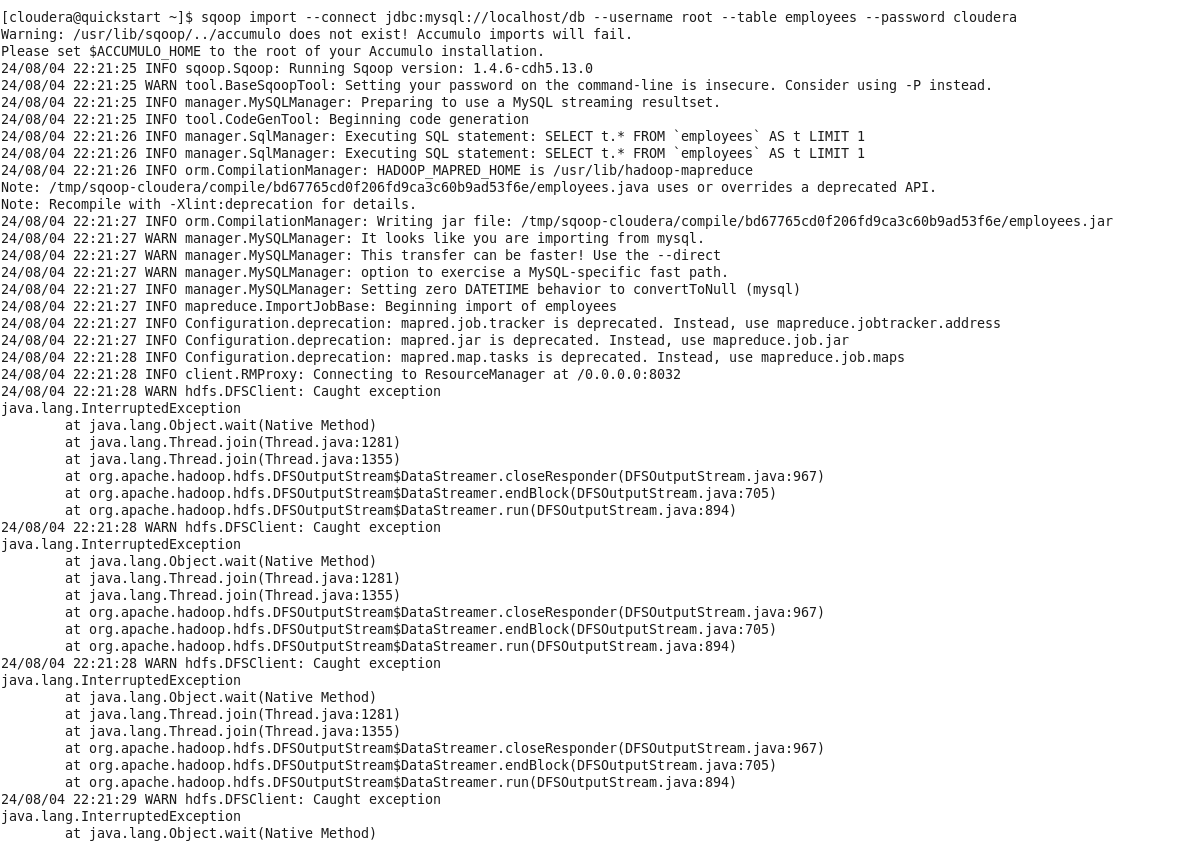 [cloudera@quickstart ~]$ sqoop import --connect jdbc:mysql://localhost/db --username root --table employees --password cloudera
Warning: /usr/lib/sqoop/../accumulo does not exist! Accumulo imports will fail.
Please set $ACCUMULO_HOME to the root of your Accumulo installation.
24/08/04 22:21:25 INFO sqoop.Sqoop: Running Sqoop version: 1.4.6-cdh5.13.0
24/08/04 22:21:25 WARN tool.BaseSqoopTool: Setting your password on the command-line is insecure. Consider using -P instead.
24/08/04 22:21:25 INFO manager.MySQLManager: Preparing to use a MySQL streaming resultset.
24/08/04 22:21:25 INFO tool.CodeGenTool: Beginning code generation
24/08/04 22:21:26 INFO manager.SqlManager: Executing SQL statement: SELECT t.* FROM `employees` AS t LIMIT 1
24/08/04 22:21:26 INFO manager.SqlManager: Executing SQL statement: SELECT t.* FROM `employees` AS t LIMIT 1
24/08/04 22:21:26 INFO orm.CompilationManager: HADOOP_MAPRED_HOME is /usr/lib/hadoop-mapreduce
Note: /tmp/sqoop-cloudera/compile/bd67765cd0f206fd9ca3c60b9ad53f6e/employees.java uses or overrides a deprecated API.
Note: Recompile with -Xlint:deprecation for details.
24/08/04 22:21:27 INFO orm.CompilationManager: Writing jar file: /tmp/sqoop-cloudera/compile/bd67765cd0f206fd9ca3c60b9ad53f6e/employees.jar
24/08/04 22:21:27 WARN manager.MySQLManager: It looks like you are importing from mysql.
24/08/04 22:21:27 WARN manager.MySQLManager: This transfer can be faster! Use the --direct
24/08/04 22:21:27 WARN manager.MySQLManager: option to exercise a MySQL-specific fast path.
24/08/04 22:21:27 INFO manager.MySQLManager: Setting zero DATETIME behavior to convertToNull (mysql)
24/08/04 22:21:27 INFO mapreduce.ImportJobBase: Beginning import of employees
24/08/04 22:21:27 INFO Configuration.deprecation: mapred.job.tracker is deprecated. Instead, use mapreduce.jobtracker.address
24/08/04 22:21:27 INFO Configuration.deprecation: mapred.jar is deprecated. Instead, use mapreduce.job.jar
24/08/04 22:21:28 INFO Configuration.deprecation: mapred.map.tasks is deprecated. Instead, use mapreduce.job.maps
24/08/04 22:21:28 INFO client.RMProxy: Connecting to ResourceManager at /0.0.0.0:8032
24/08/04 22:21:28 WARN hdfs.DFSClient: Caught exception
java.lang.InterruptedException
        at java.lang.Object.wait(Native Method)
        at java.lang.Thread.join(Thread.java:1281)
        at java.lang.Thread.join(Thread.java:1355)
        at org.apache.hadoop.hdfs.DFSOutputStream$DataStreamer.closeResponder(DFSOutputStream.java:967)
        at org.apache.hadoop.hdfs.DFSOutputStream$DataStreamer.endBlock(DFSOutputStream.java:705)
        at org.apache.hadoop.hdfs.DFSOutputStream$DataStreamer.run(DFSOutputStream.java:894)
24/08/04 22:21:28 WARN hdfs.DFSClient: Caught exception
java.lang.InterruptedException
        at java.lang.Object.wait(Native Method)
        at java.lang.Thread.join(Thread.java:1281)
        at java.lang.Thread.join(Thread.java:1355)
        at org.apache.hadoop.hdfs.DFSOutputStream$DataStreamer.closeResponder(DFSOutputStream.java:967)
        at org.apache.hadoop.hdfs.DFSOutputStream$DataStreamer.endBlock(DFSOutputStream.java:705)
        at org.apache.hadoop.hdfs.DFSOutputStream$DataStreamer.run(DFSOutputStream.java:894)
24/08/04 22:21:28 WARN hdfs.DFSClient: Caught exception
java.lang.InterruptedException
        at java.lang.Object.wait(Native Method)
        at java.lang.Thread.join(Thread.java:1281)
        at java.lang.Thread.join(Thread.java:1355)
        at org.apache.hadoop.hdfs.DFSOutputStream$DataStreamer.closeResponder(DFSOutputStream.java:967)
        at org.apache.hadoop.hdfs.DFSOutputStream$DataStreamer.endBlock(DFSOutputStream.java:705)
        at org.apache.hadoop.hdfs.DFSOutputStream$DataStreamer.run(DFSOutputStream.java:894)
24/08/04 22:21:29 WARN hdfs.DFSClient: Caught exception
java.lang.InterruptedException
        at java.lang.Object.wait(Native Method)